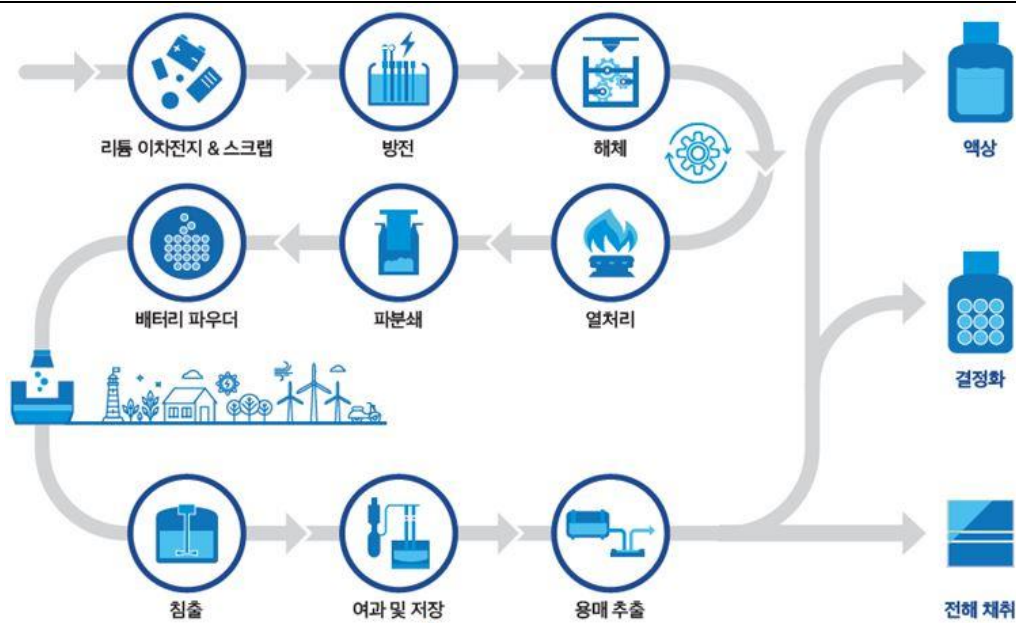 리튬 이차전지 & 스크랩
방전
해체
액상
배터리 파우더
파분쇄
열처리
결정화
침출
여과 및 저장
용매 추출
전해 채취